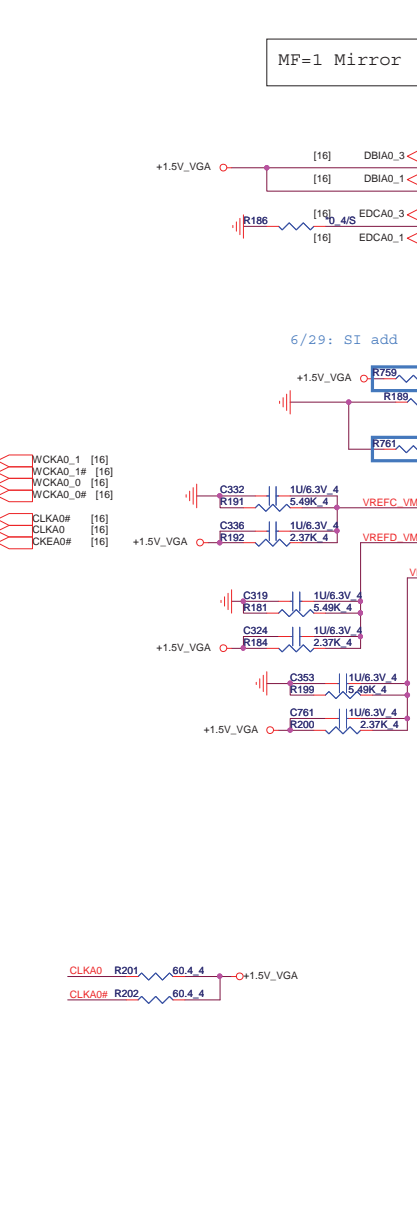 MF=1 Mirror
[16] DBIA0_3
+1.5V_VGA
[16] DBIA0_1
[16] EDCA0_3
R186 *0_4/S
[16] EDCA0_1
6/29: SI add
+1.5V_VGA R759
R189
R761
WCKA0_1 [16]
WCKA0_1# [16]
WCKA0_0 [16]
WCKA0_0# [16]
CLKA0# [16]
CLKA0 [16]
CKEA0# [16]
C332 1U/6.3V_4
R191 5.49K_4
VREFC_VM
C336 1U/6.3V_4
+1.5V_VGA R192 2.37K_4
VREFD_VM
C319 1U/6.3V_4
R181 5.49K_4
C324 1U/6.3V_4
+1.5V_VGA R184 2.37K_4
C353 1U/6.3V_4
R199 5.49K_4
C761 1U/6.3V_4
+1.5V_VGA R200 2.37K_4
CLKA0 R201 60.4_4
+1.5V_VGA
CLKA0# R202 60.4_4